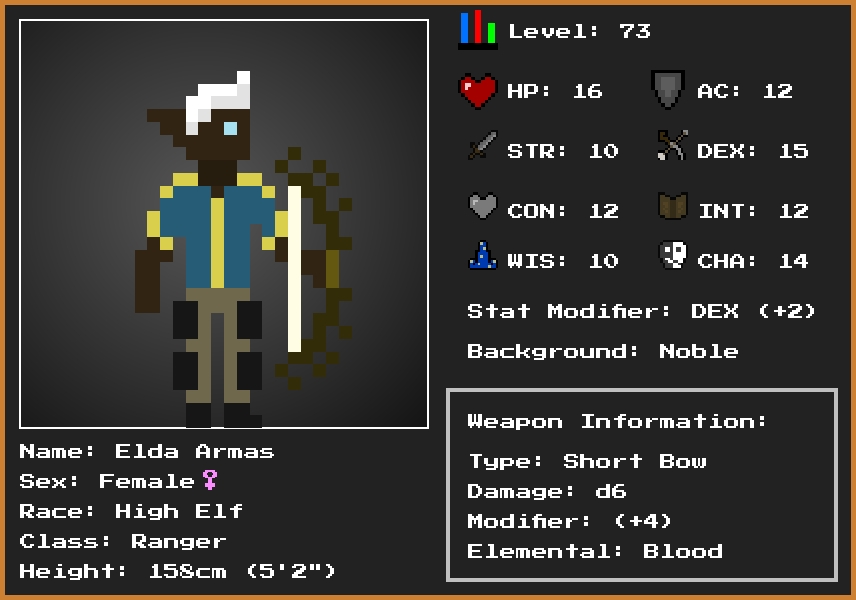 Level: 73
HP: 16 AC: 12
STR: 10 DEX: 15
CON: 12 INT: 12
WIS: 10 CHA: 14
Stat Modifier: DEX (+2)
Background: Noble
Weapon Information:
Type: Short Bow
Damage: d6
Modifier: (+4)
Elemental: Blood
Name: Elda Armas
Sex: Female♀
Race: High Elf
Class: Ranger
Height: 158cm (5'2")